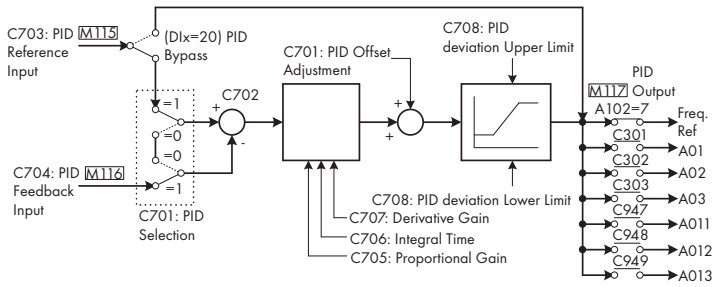 C703: PID M115
Reference
Input
(DIx=20) PID
Bypass
C708: PID
deviation Upper Limit
C701: PID Offset
Adjustment
PID
M117 Output
A102=7
Freq.
Ref
=1
+
C702
-
=0
=0
=1
+
+
C301
A01
C302
A02
C303
A03
C947
A011
C948
A012
C949
A013
C704: PID M116
Feedback
Input
C701: PID
Selection
C708: PID deviation Lower Limit
C707: Derivative Gain
C706: Integral Time
C705: Proportional Gain